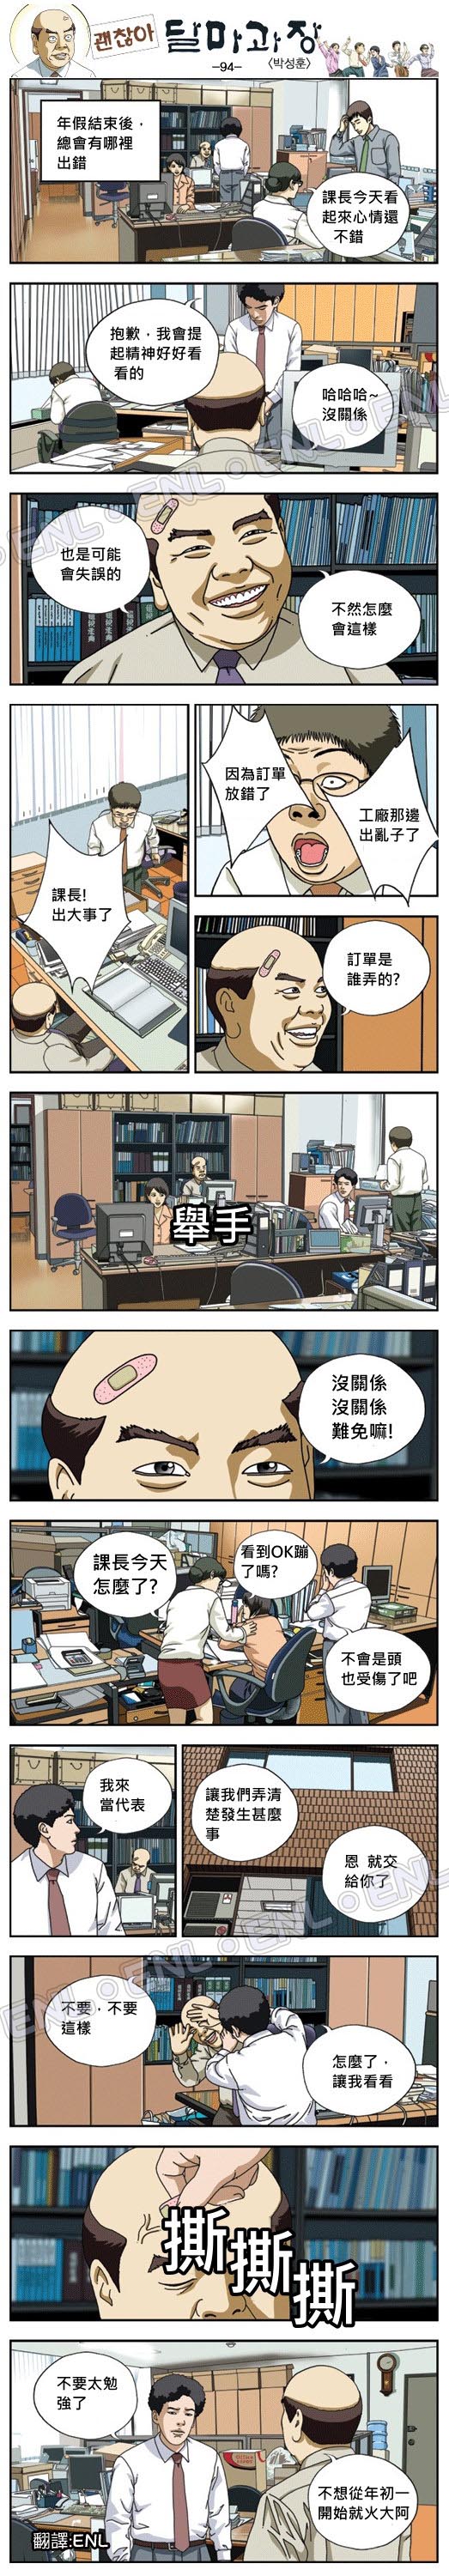 괜찮아
달마과장
-94-
〈박성훈〉
年假結束後，
總會有哪裡
出錯
課長今天看
起來心情還
不錯
抱歉，我會提
起精神好好看
看的
哈哈哈~
沒關係
也是可能
會失誤的
不然怎麼
會這樣
課長!
出大事了
因為訂單
放錯了
工廠那邊
出亂子了
訂單是
誰弄的?
舉手
沒關係
沒關係
難免嘛!
課長今天
怎麼了?
看到OK蹦
了嗎?
不會是頭
也受傷了吧
我來
當代表
讓我們弄清
楚發生甚麼
事
恩 就交
給你了
不要，不要
這樣
怎麼了，
讓我看看
撕撕撕
不要太勉
強了
不想從年初一
開始就火大阿
翻譯:ENL